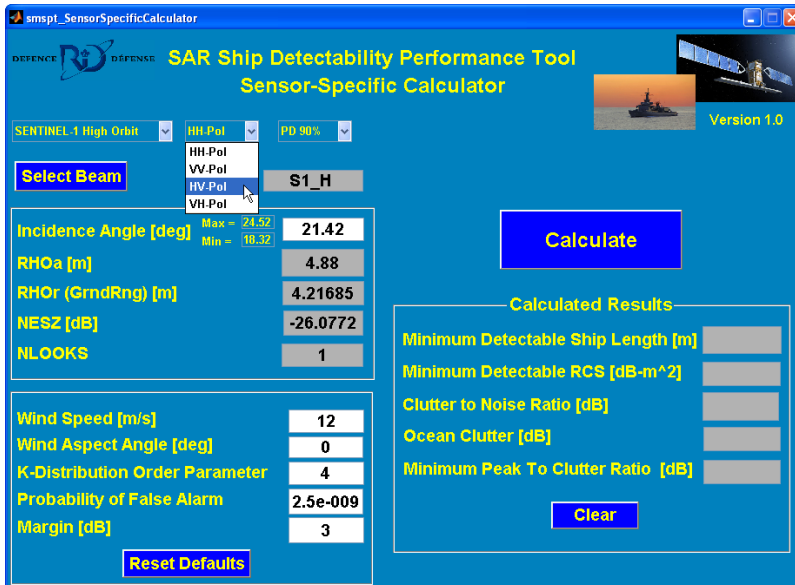 smspt_SensorSpecificCalculator
DEFENCE R&D DÉFENSE
SAR Ship Detectability Performance Tool
Sensor-Specific Calculator
Version 1.0
SENTINEL-1 High Orbit HH-Pol PD 90%
HH-Pol
VV-Pol
HV-Pol
VH-Pol
Select Beam S1_H
Incidence Angle [deg] Max = 24.52 21.42
Min = 18.32
RHOa [m] 4.88
RHOr (GrndRng) [m] 4.21685
NESZ [dB] -26.0772
NLOOKS 1
Wind Speed [m/s] 12
Wind Aspect Angle [deg] 0
K-Distribution Order Parameter 4
Probability of False Alarm 2.5e-009
Margin [dB] 3
Reset Defaults
Calculate
Calculated Results
Minimum Detectable Ship Length [m]
Minimum Detectable RCS [dB-m^2]
Clutter to Noise Ratio [dB]
Ocean Clutter [dB]
Minimum Peak To Clutter Ratio [dB]
Clear